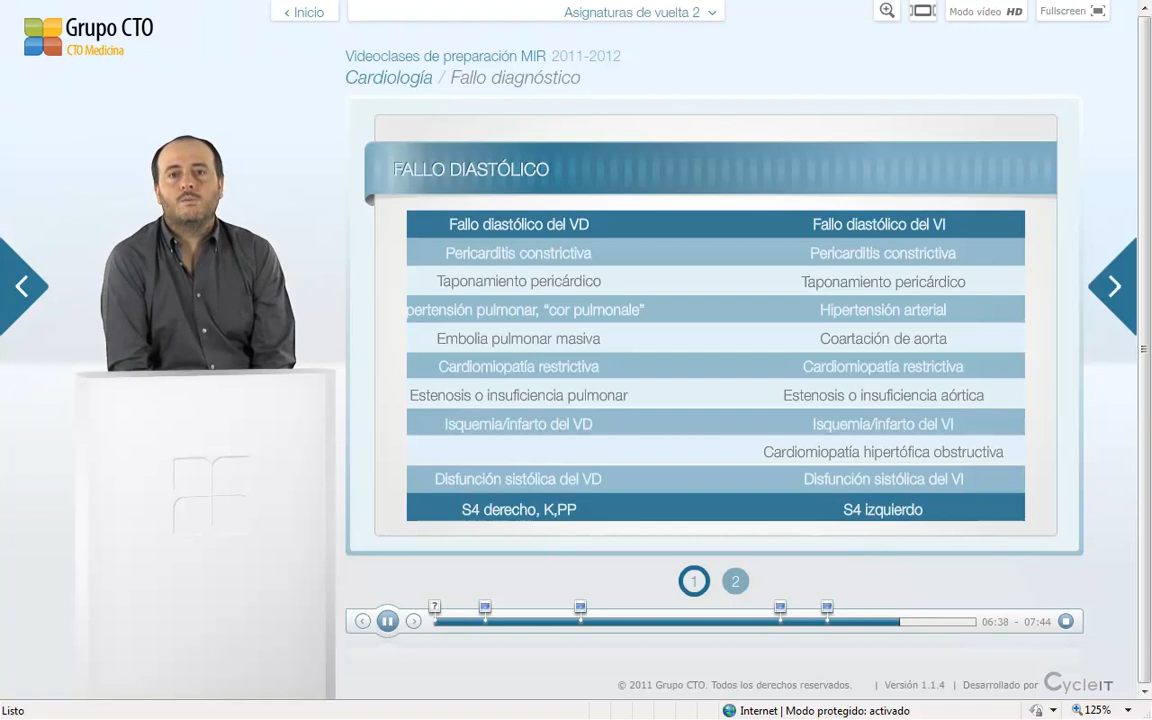 Grupo CTO
CTO Medicina
‹ Inicio
Asignaturas de vuelta 2
Modo vídeo HD
Fullscreen
Videoclases de preparación MIR 2011-2012
Cardiología / Fallo diagnóstico
FALLO DIASTÓLICO
Fallo diastólico del VD Fallo diastólico del VI
Pericarditis constrictiva Pericarditis constrictiva
Taponamiento pericárdico Taponamiento pericárdico
pertensión pulmonar, “cor pulmonale” Hipertensión arterial
Embolia pulmonar masiva Coartación de aorta
Cardiomiopatía restrictiva Cardiomiopatía restrictiva
Estenosis o insuficiencia pulmonar Estenosis o insuficiencia aórtica
Isquemia/infarto del VD Isquemia/infarto del VI
Cardiomiopatía hipertófica obstructiva
Disfunción sistólica del VD Disfunción sistólica del VI
S4 derecho, K,PP S4 izquierdo
1 2
?
06:38 - 07:44
© 2011 Grupo CTO. Todos los derechos reservados. | Versión 1.1.4 | Desarrollado por CycleIT
Listo
Internet | Modo protegido: activado
125%